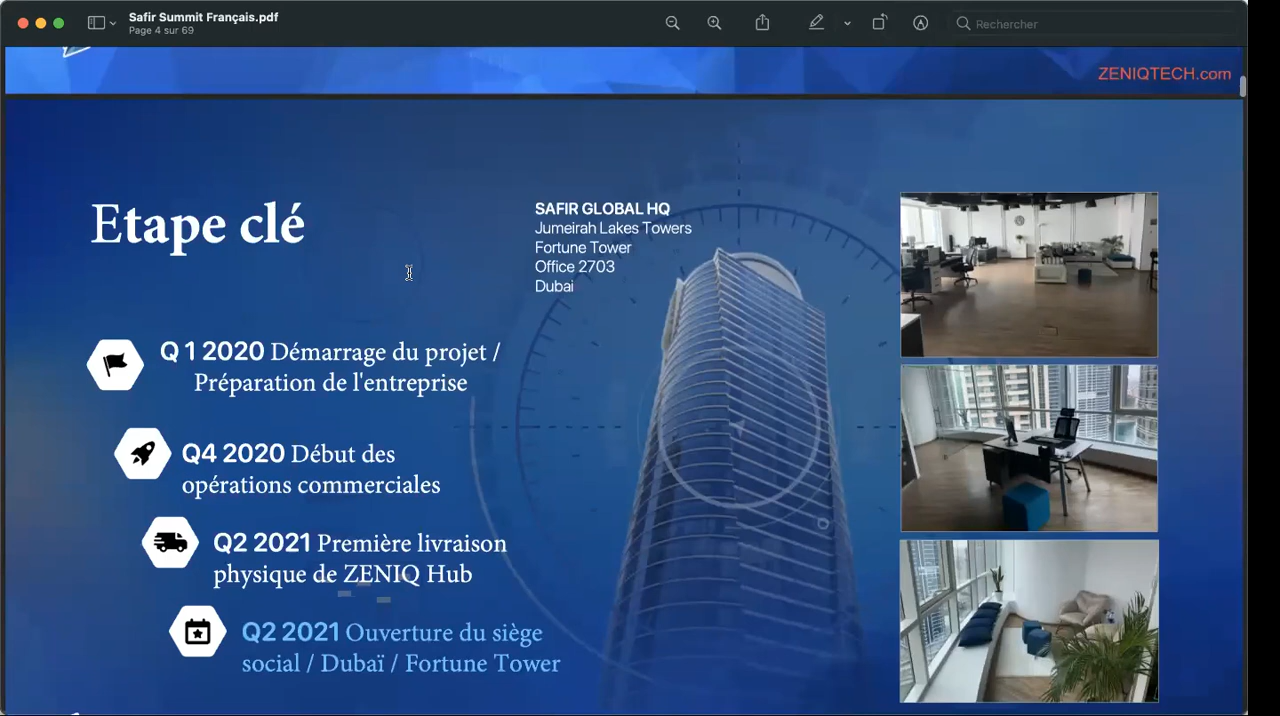 Safir Summit Français.pdf
Page 4 sur 69
Rechercher
ZENIQTECH.com
Etape clé
SAFIR GLOBAL HQ
Jumeirah Lakes Towers
Fortune Tower
Office 2703
Dubai
Q 1 2020 Démarrage du projet /
Préparation de l'entreprise
Q4 2020 Début des
opérations commerciales
Q2 2021 Première livraison
physique de ZENIQ Hub
Q2 2021 Ouverture du siège
social / Dubaï / Fortune Tower